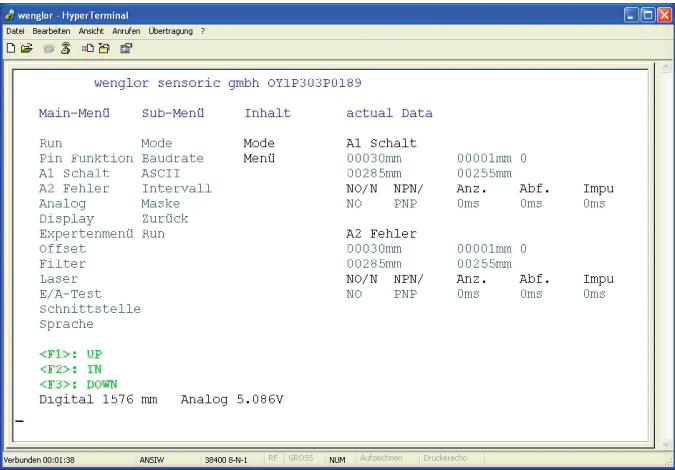 wenglor - HyperTerminal
Datei Bearbeiten Ansicht Anrufen Übertragung ?
wenglor sensoric gmbh OY1P303P0189
Main-Menü Sub-Menü Inhalt actual Data
Run Mode Mode A1 Schalt
Pin Funktion Baudrate Menü 00030mm 00001mm 0
A1 Schalt ASCII 00285mm 00255mm
A2 Fehler Intervall NO/N NPN/ Anz. Abf. Impu
Analog Maske NO PNP 0ms 0ms 0ms
Display Zurück
Expertenmenü Run A2 Fehler
Offset 00030mm 00001mm 0
Filter 00285mm 00255mm
Laser NO/N NPN/ Anz. Abf. Impu
E/A-Test NO PNP 0ms 0ms 0ms
Schnittstelle
Sprache
<F1>: UP
<F2>: IN
<F3>: DOWN
Digital 1576 mm Analog 5.086V
Verbunden 00:01:38 ANSIW 38400 8-N-1 RF GROSS NUM Aufzeichnen Druckerecho